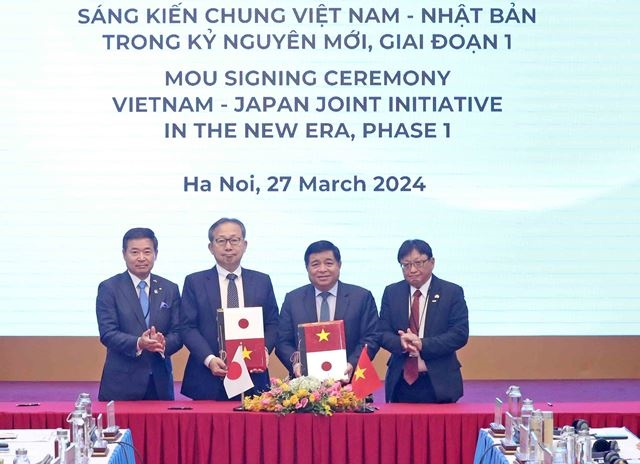 SÁNG KIẾN CHUNG VIỆT NAM - NHẬT BẢN
TRONG KỶ NGUYÊN MỚI, GIAI ĐOẠN 1
MOU SIGNING CEREMONY
VIETNAM - JAPAN JOINT INITIATIVE
IN THE NEW ERA, PHASE 1
Ha Noi, 27 March 2024